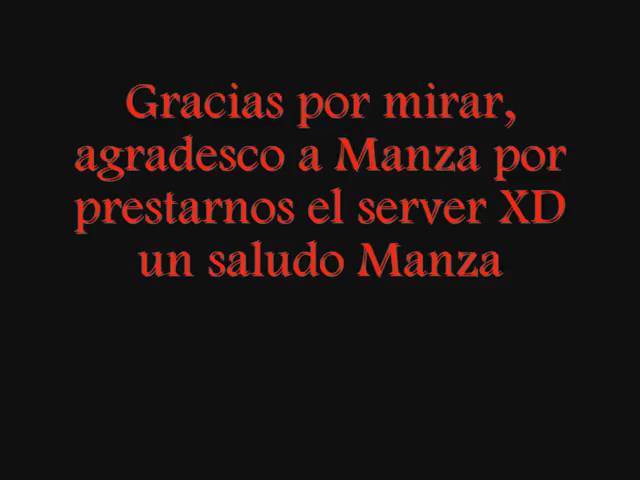 Gracias por mirar,
agradesco a Manza por
prestarnos el server XD
un saludo Manza